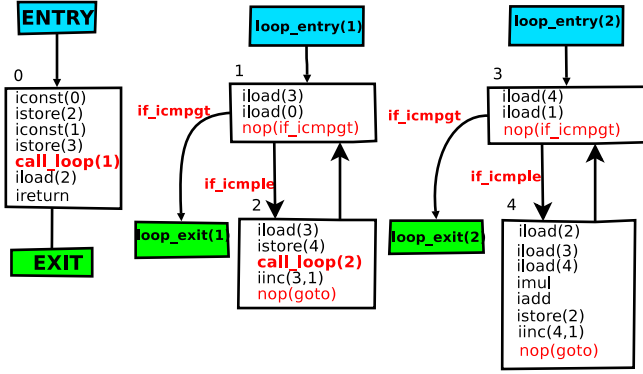 ENTRY
0
iconst(0)
istore(2)
iconst(1)
istore(3)
call_loop(1)
iload(2)
ireturn
EXIT
loop_entry(1)
1
iload(3)
iload(0)
nop(if_icmpgt)
if_icmpgt
if_icmple
loop_exit(1)
2
iload(3)
istore(4)
call_loop(2)
iinc(3,1)
nop(goto)
loop_entry(2)
3
iload(4)
iload(1)
nop(if_icmpgt)
if_icmpgt
if_icmple
loop_exit(2)
4
iload(2)
iload(3)
iload(4)
imul
iadd
istore(2)
iinc(4,1)
nop(goto)